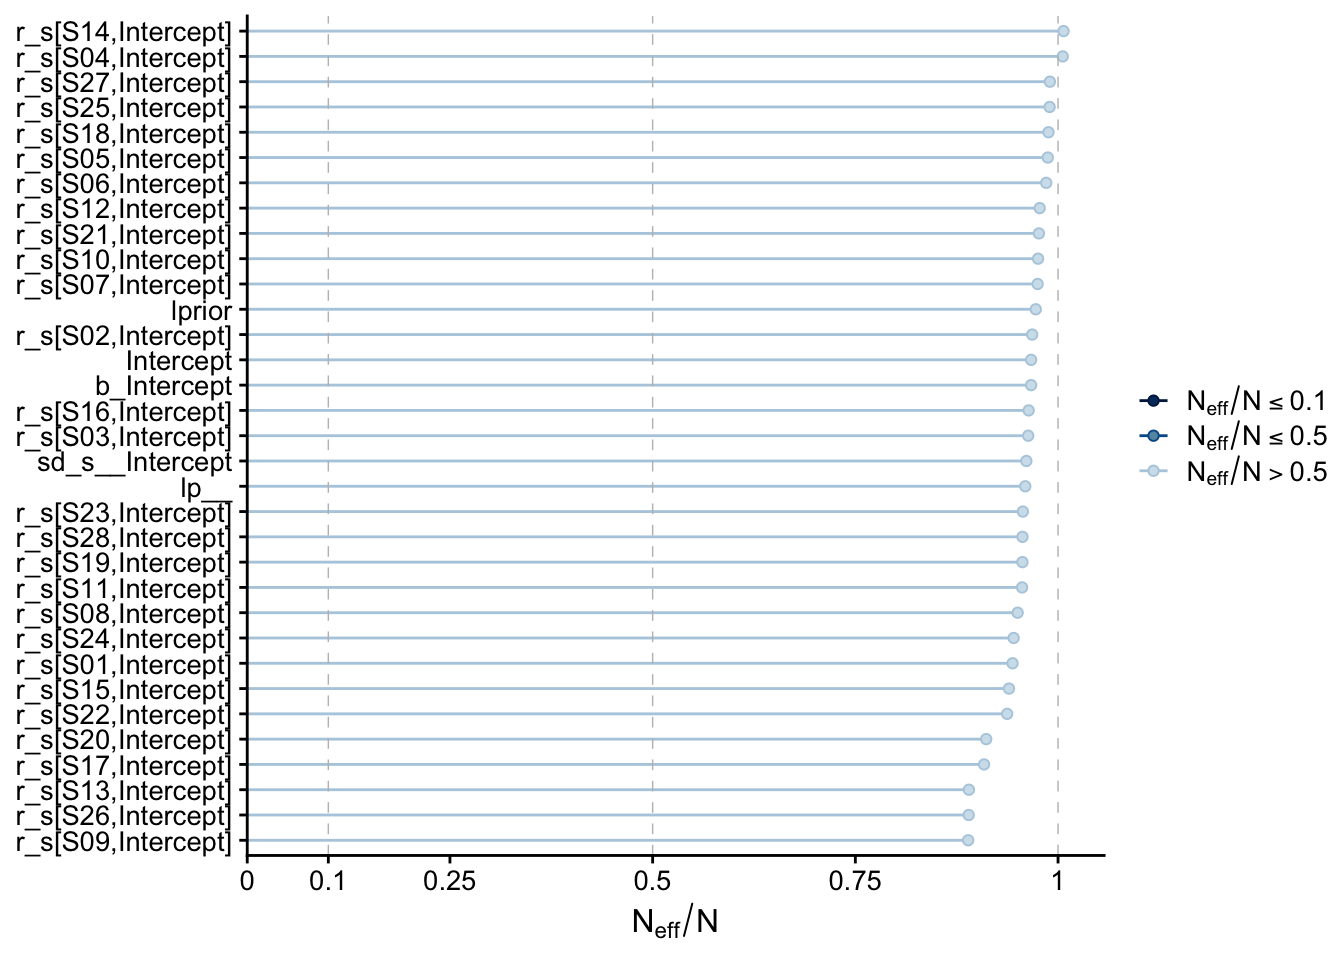 r_s[S14,Intercept]
r_s[S04,Intercept]
r_s[S27,Intercept]
r_s[S25,Intercept]
r_s[S18,Intercept]
r_s[S05,Intercept]
r_s[S06,Intercept]
r_s[S12,Intercept]
r_s[S21,Intercept]
r_s[S10,Intercept]
r_s[S07,Intercept]
lprior
r_s[S02,Intercept]
Intercept
b_Intercept
r_s[S16,Intercept]
r_s[S03,Intercept]
sd_s__Intercept
lp__
r_s[S23,Intercept]
r_s[S28,Intercept]
r_s[S19,Intercept]
r_s[S11,Intercept]
r_s[S08,Intercept]
r_s[S24,Intercept]
r_s[S01,Intercept]
r_s[S15,Intercept]
r_s[S22,Intercept]
r_s[S20,Intercept]
r_s[S17,Intercept]
r_s[S13,Intercept]
r_s[S26,Intercept]
r_s[S09,Intercept]
0 0.1 0.25 0.5 0.75 1
Neff/N
Neff/N ≤ 0.1
Neff/N ≤ 0.5
Neff/N > 0.5